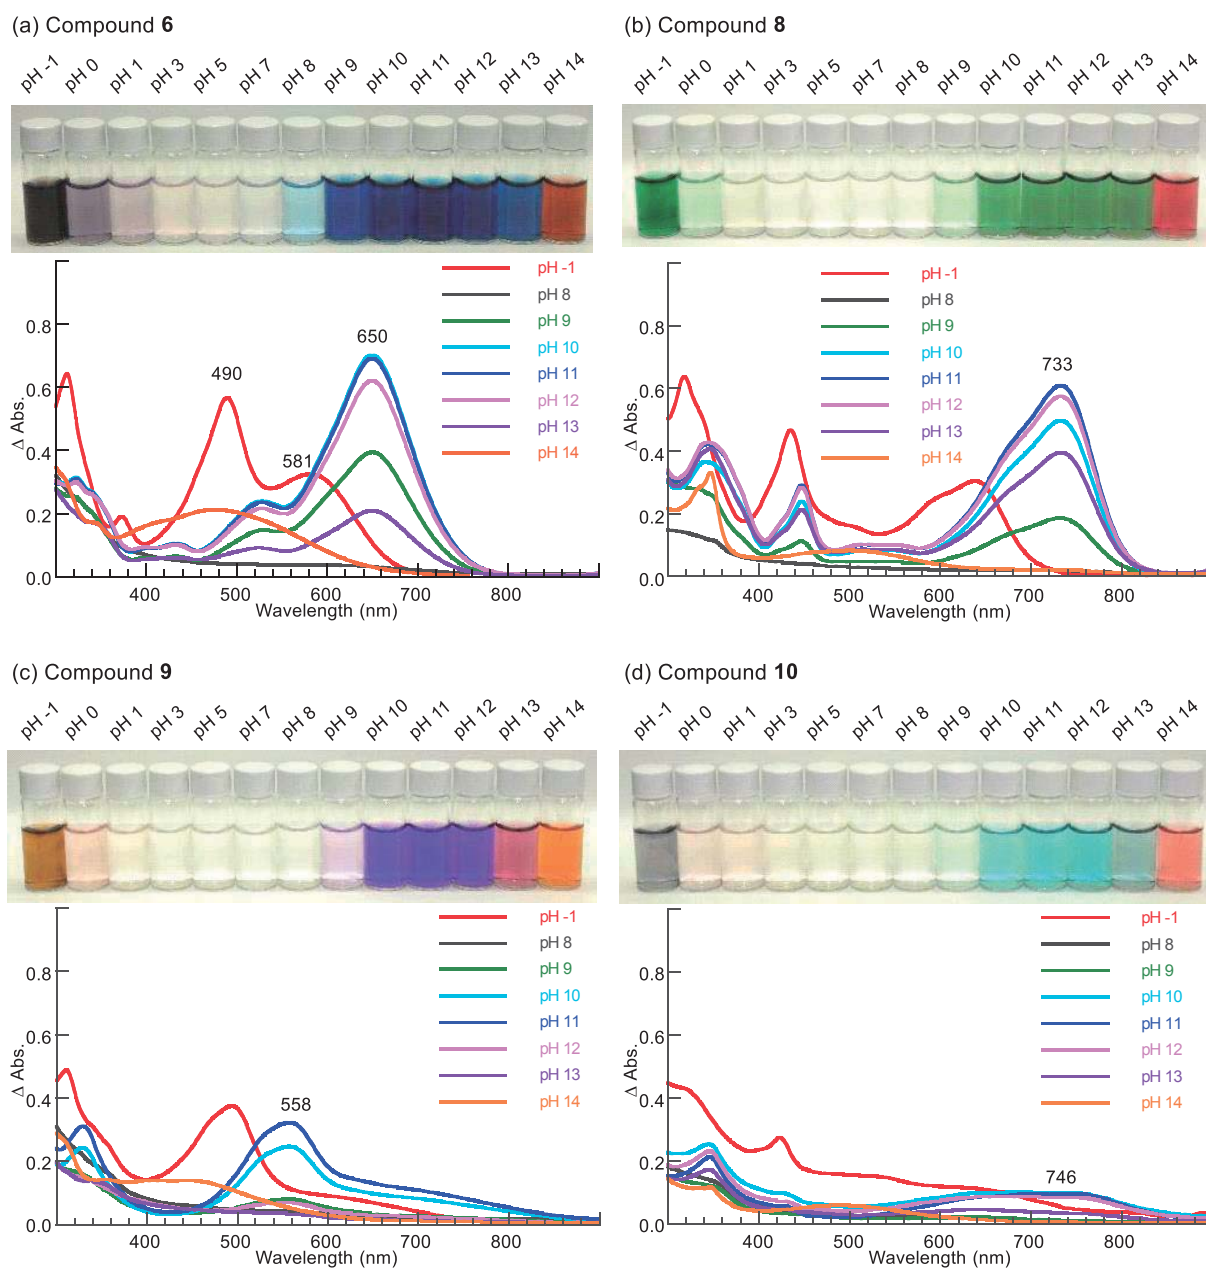 (a) Compound 6
pH -1 pH 0 pH 1 pH 3 pH 5 pH 7 pH 8 pH 9 pH 10 pH 11 pH 12 pH 13 pH 14
Δ Abs.
0.8
0.6
0.4
0.2
0.0
490
581
650
pH -1
pH 8
pH 9
pH 10
pH 11
pH 12
pH 13
pH 14
400 500 600 700 800
Wavelength (nm)
(b) Compound 8
pH -1 pH 0 pH 1 pH 3 pH 5 pH 7 pH 8 pH 9 pH 10 pH 11 pH 12 pH 13 pH 14
Δ Abs.
0.8
0.6
0.4
0.2
0.0
733
pH -1
pH 8
pH 9
pH 10
pH 11
pH 12
pH 13
pH 14
400 500 600 700 800
Wavelength (nm)
(c) Compound 9
pH -1 pH 0 pH 1 pH 3 pH 5 pH 7 pH 8 pH 9 pH 10 pH 11 pH 12 pH 13 pH 14
Δ Abs.
0.8
0.6
0.4
0.2
0.0
558
pH -1
pH 8
pH 9
pH 10
pH 11
pH 12
pH 13
pH 14
400 500 600 700 800
Wavelength (nm)
(d) Compound 10
pH -1 pH 0 pH 1 pH 3 pH 5 pH 7 pH 8 pH 9 pH 10 pH 11 pH 12 pH 13 pH 14
Δ Abs.
0.8
0.6
0.4
0.2
0.0
746
pH -1
pH 8
pH 9
pH 10
pH 11
pH 12
pH 13
pH 14
400 500 600 700 800
Wavelength (nm)